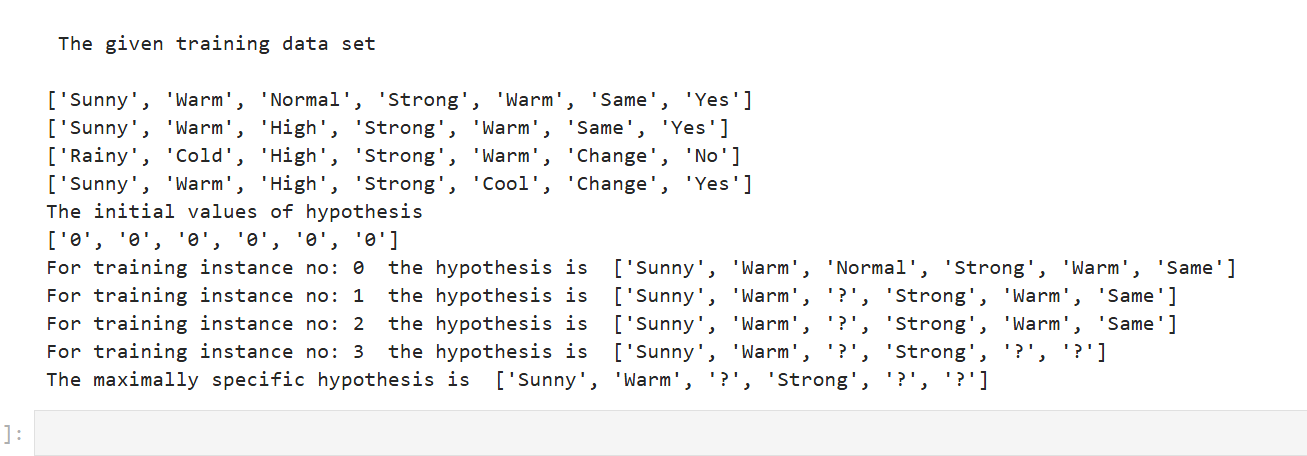 The given training data set
['Sunny', 'Warm', 'Normal', 'Strong', 'Warm', 'Same', 'Yes']
['Sunny', 'Warm', 'High', 'Strong', 'Warm', 'Same', 'Yes']
['Rainy', 'Cold', 'High', 'Strong', 'Warm', 'Change', 'No']
['Sunny', 'Warm', 'High', 'Strong', 'Cool', 'Change', 'Yes']
The initial values of hypothesis
['0', '0', '0', '0', '0', '0']
For training instance no: 0  the hypothesis is  ['Sunny', 'Warm', 'Normal', 'Strong', 'Warm', 'Same']
For training instance no: 1  the hypothesis is  ['Sunny', 'Warm', '?', 'Strong', 'Warm', 'Same']
For training instance no: 2  the hypothesis is  ['Sunny', 'Warm', '?', 'Strong', 'Warm', 'Same']
For training instance no: 3  the hypothesis is  ['Sunny', 'Warm', '?', 'Strong', '?', '?']
The maximally specific hypothesis is  ['Sunny', 'Warm', '?', 'Strong', '?', '?']
]: